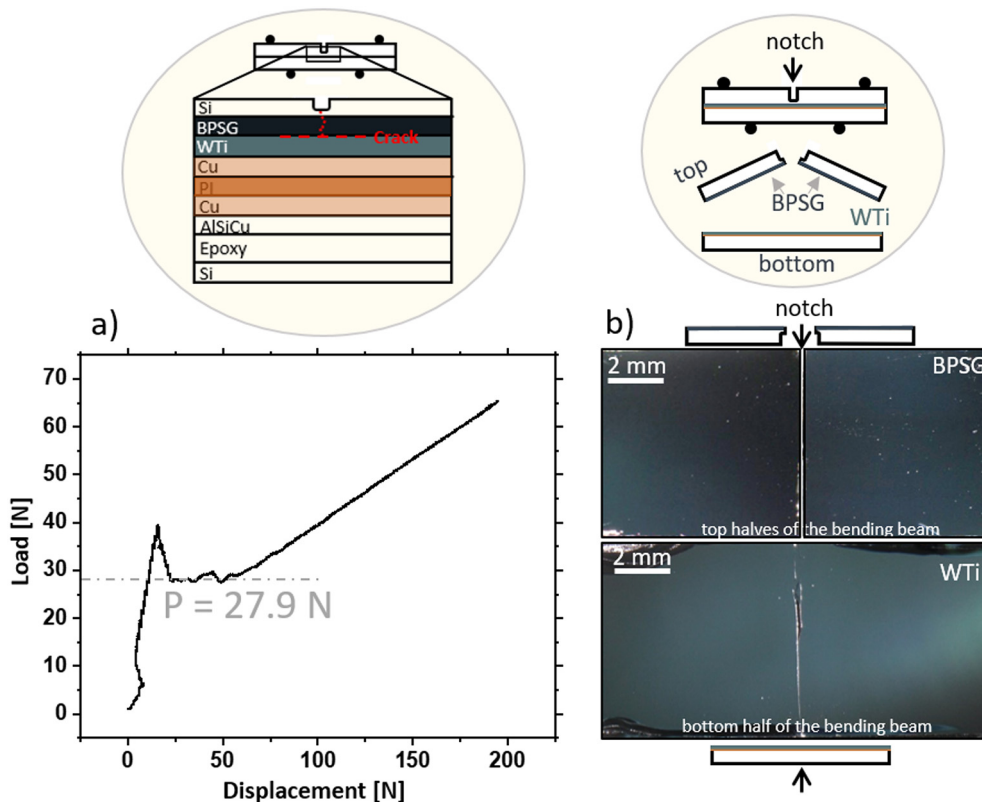 Si
BPSG
Crack
WTi
Cu
PI
Cu
AlSiCu
Epoxy
Si
notch
top
BPSG
WTi
bottom
a)
Load [N]
70
60
50
40
30
20
10
0
P = 27.9 N
0
50
100
150
200
Displacement [N]
b)
notch
2 mm
BPSG
top halves of the bending beam
2 mm
WTi
bottom half of the bending beam